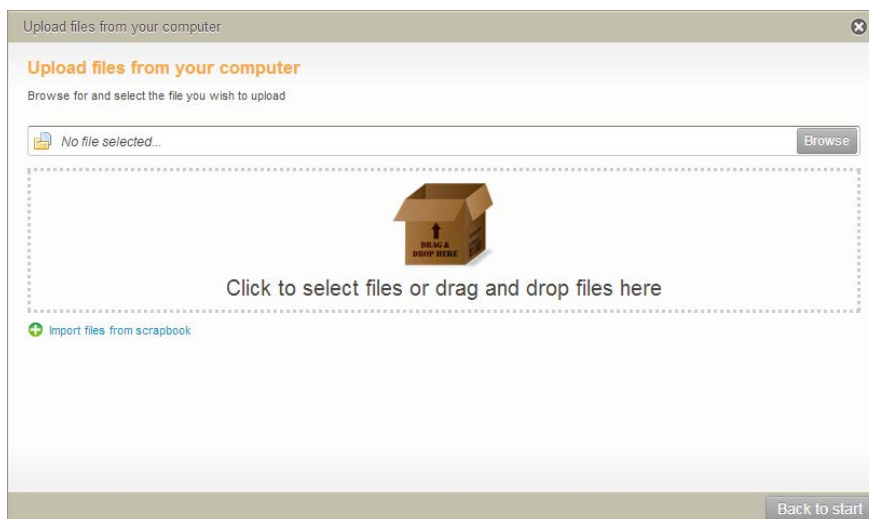 Upload files from your computer
Upload files from your computer
Browse for and select the file you wish to upload
No file selected...
Browse
DRAG &
DROP HERE
Click to select files or drag and drop files here
Import files from scrapbook
Back to start